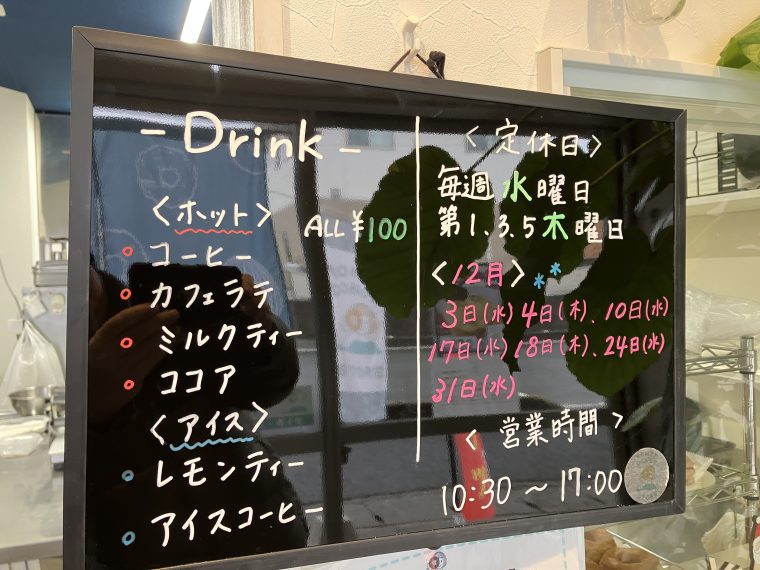 - Drink -
<ホット>
ALL ¥100
コーヒー
カフェラテ
ミルクティー
ココア
<アイス>
レモンティー
アイスコーヒー
<定休日>
毎週水曜日
第1.3.5木曜日
<12月>
3日(水)4日(木)、10日(水)
17日(水)18日(木)、24日(水)
31日(水)
<営業時間>
10:30 ~ 17:00